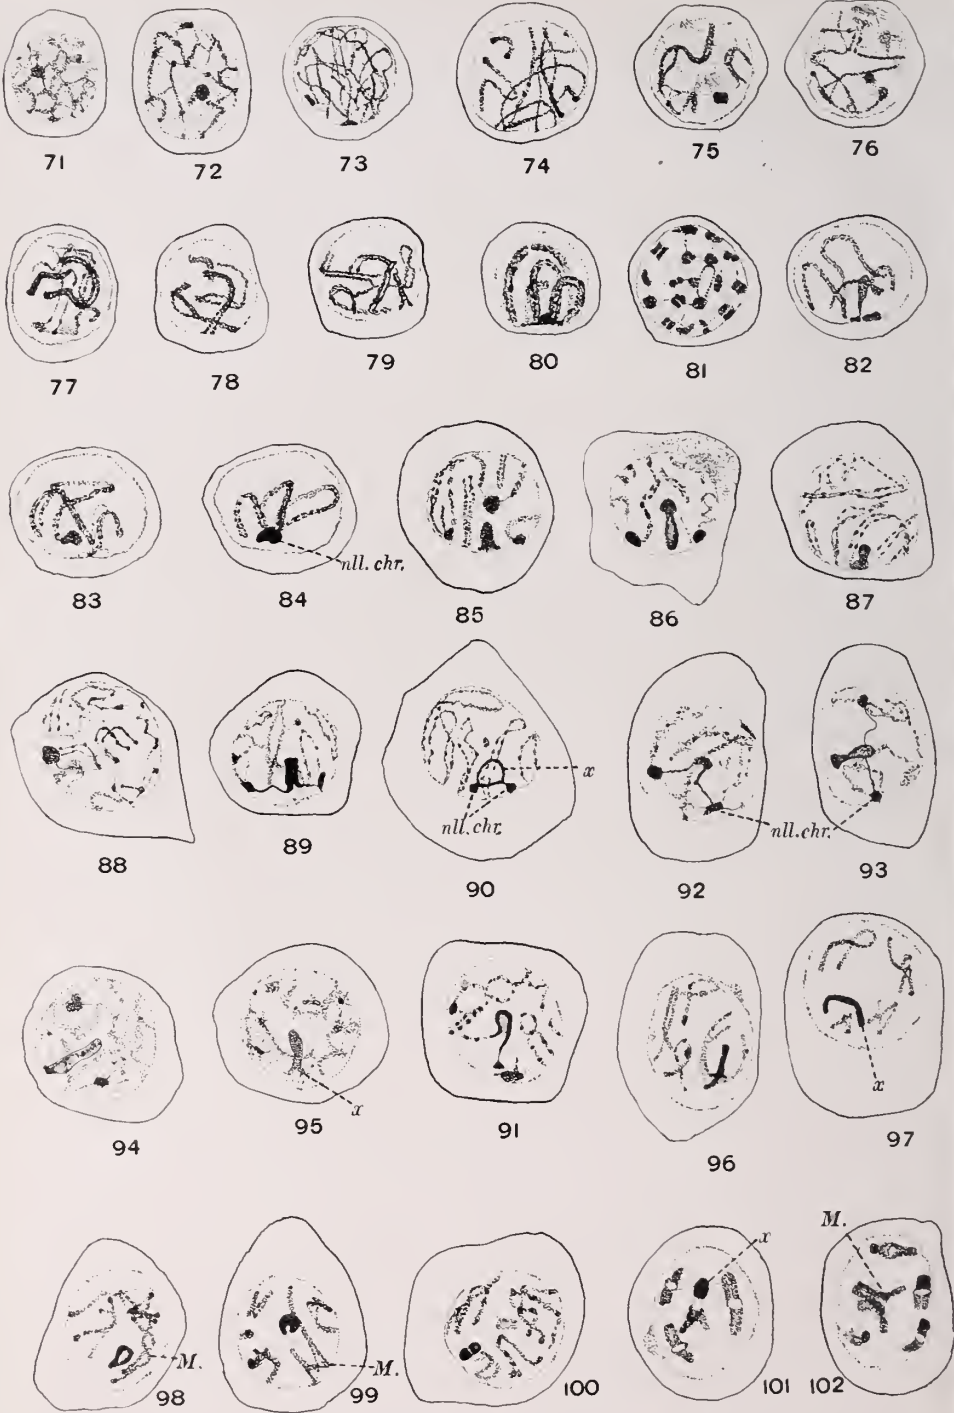 71 72 73 74 75 76
77 78 79 80 81 82
nll. chr.
83 84 85 86 87
x
nll. chr. nll. chr.
88 89 90 92 93
x x
94 95 91 96 97
x M.
M. M.
98 99 100 101 102